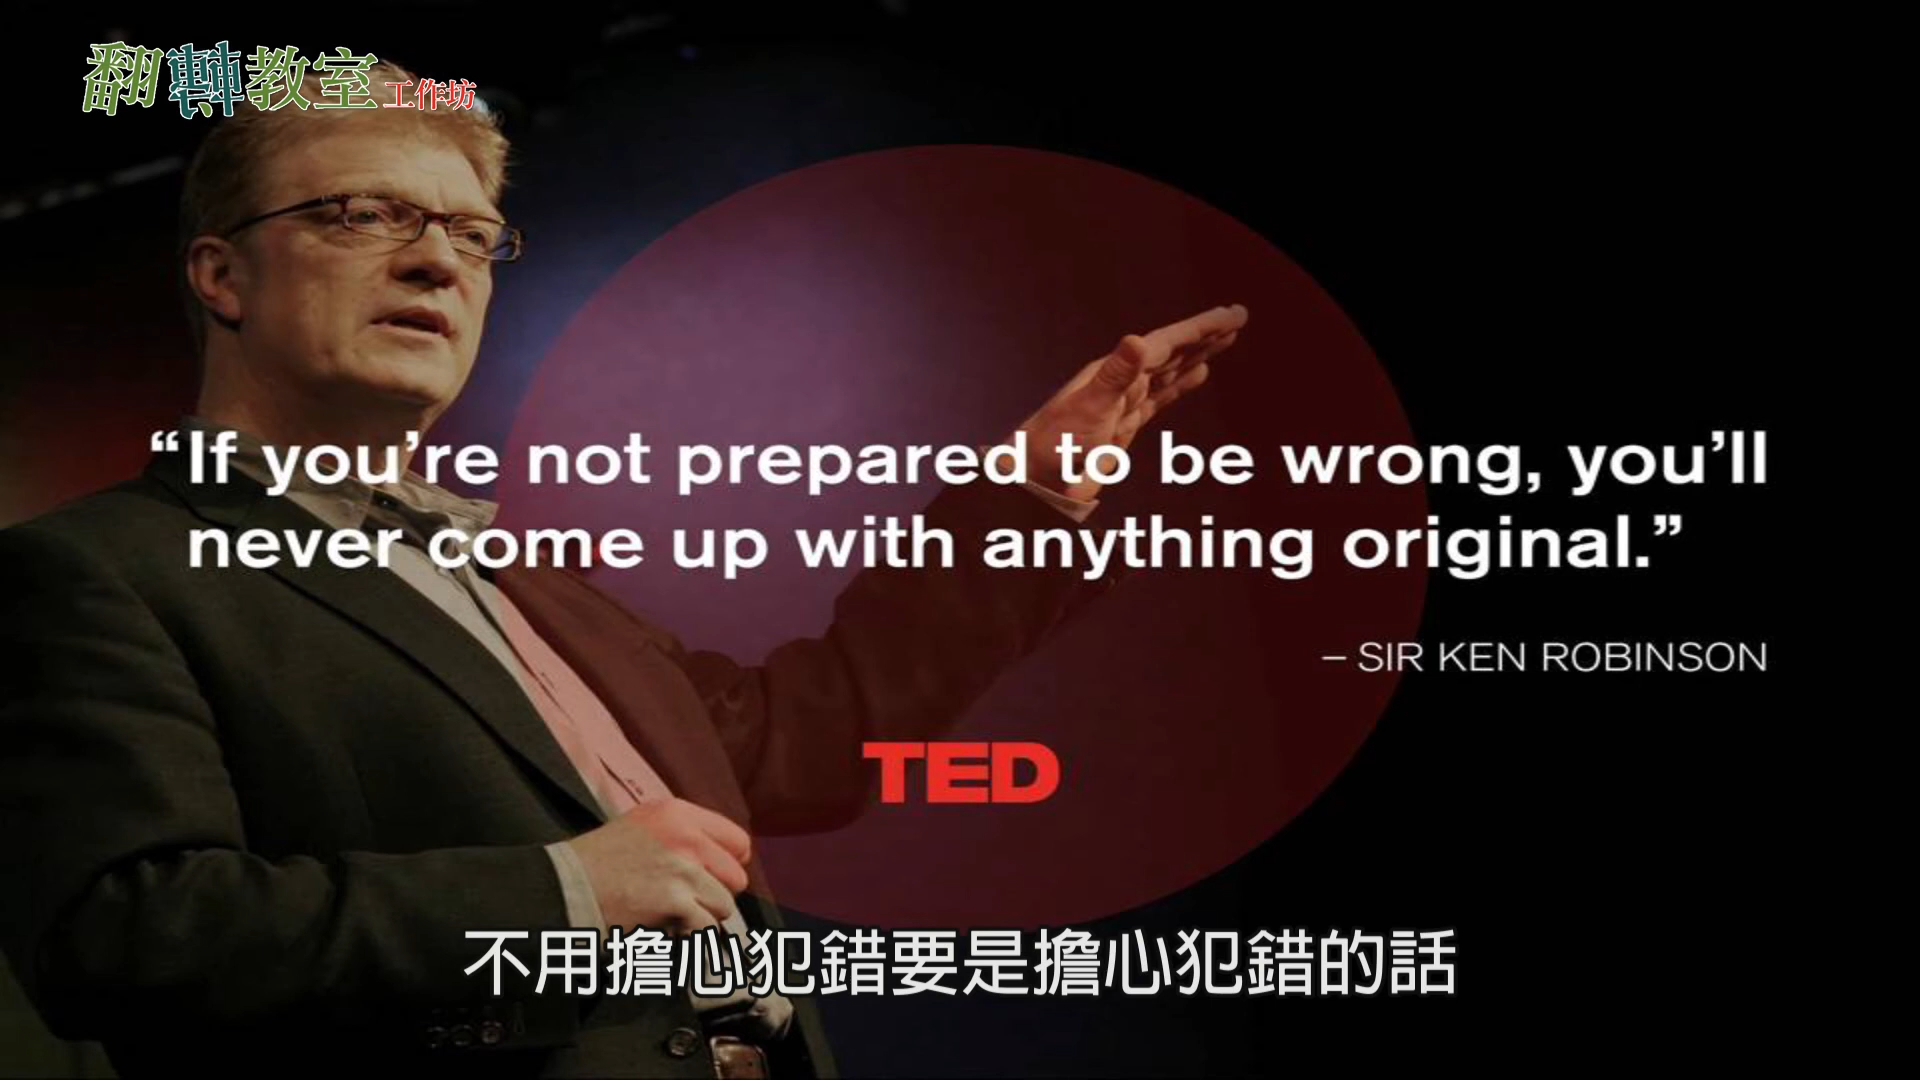 翻轉教室工作坊
“If you’re not prepared to be wrong, you’ll
never come up with anything original.”
– SIR KEN ROBINSON
TED
不用擔心犯錯要是擔心犯錯的話